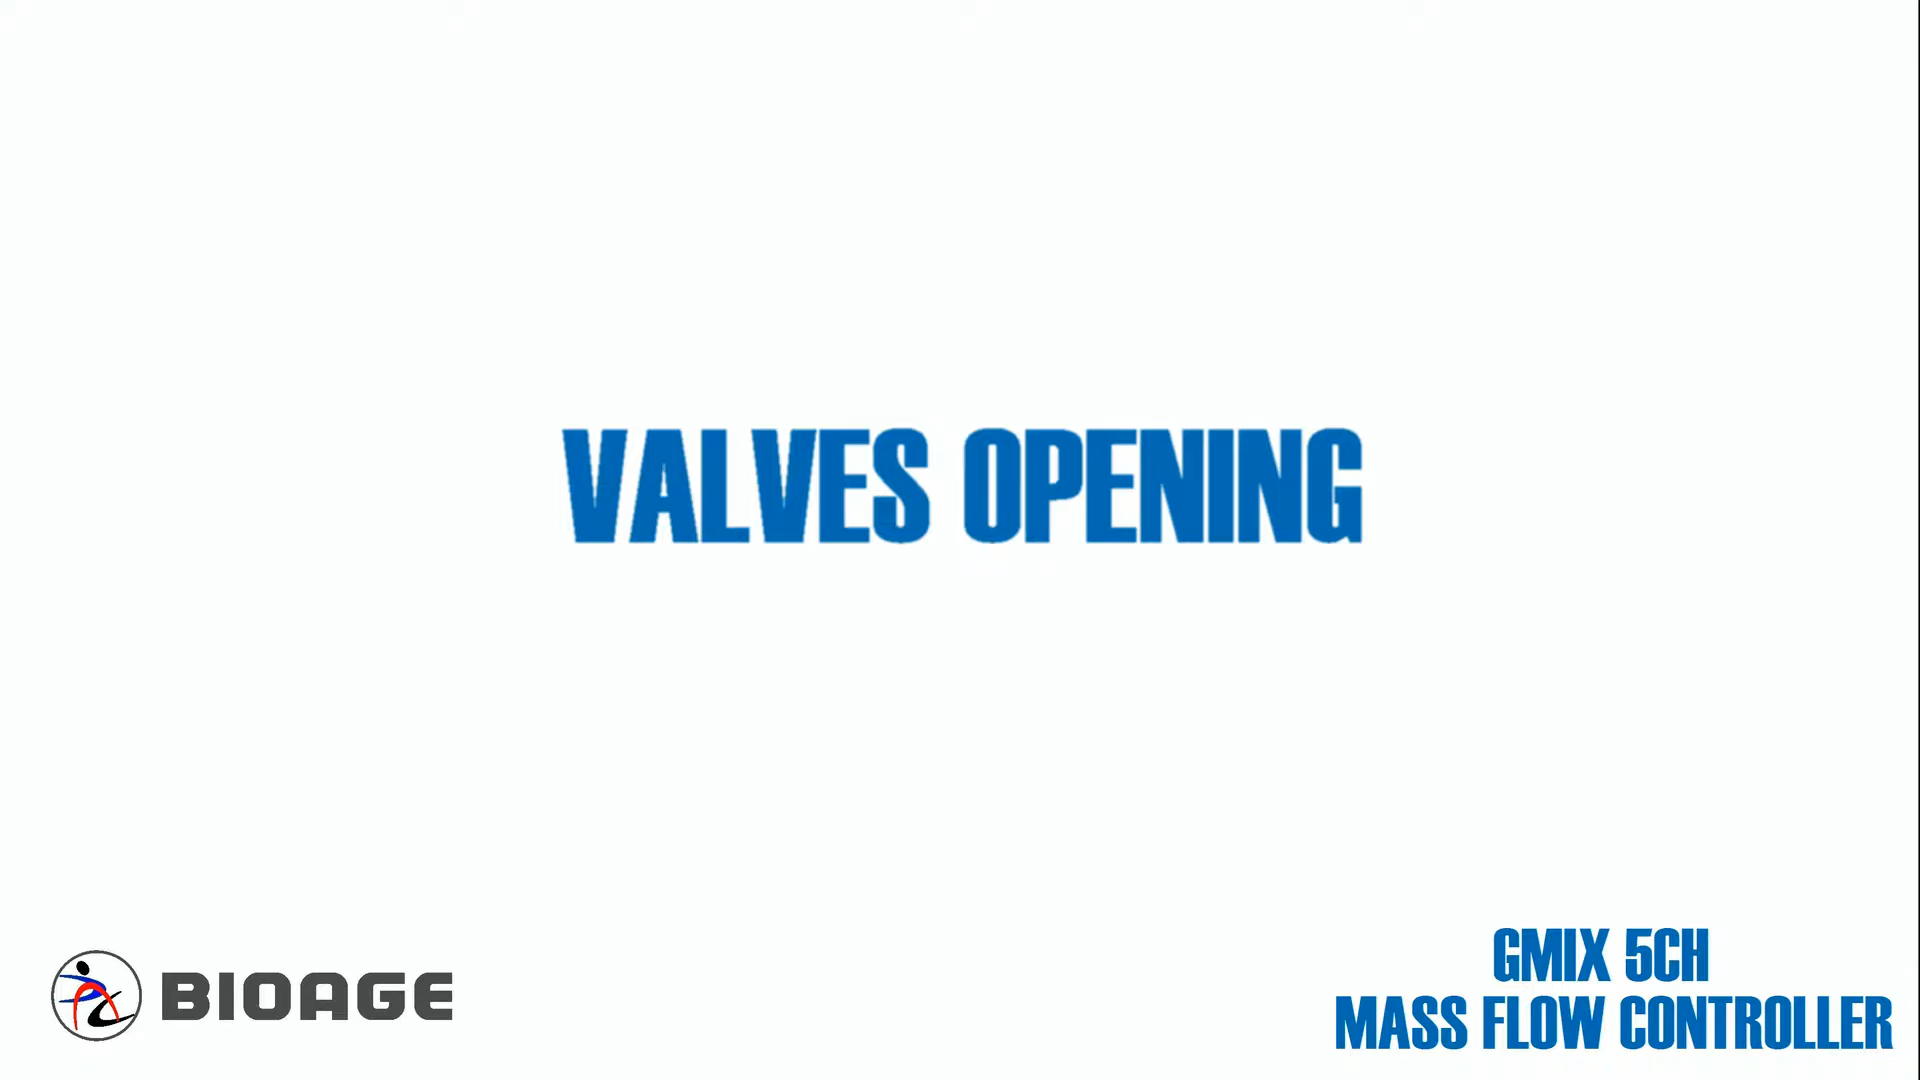 VALVES OPENING
BIOAGE
GMIX 5CH
MASS FLOW CONTROLLER